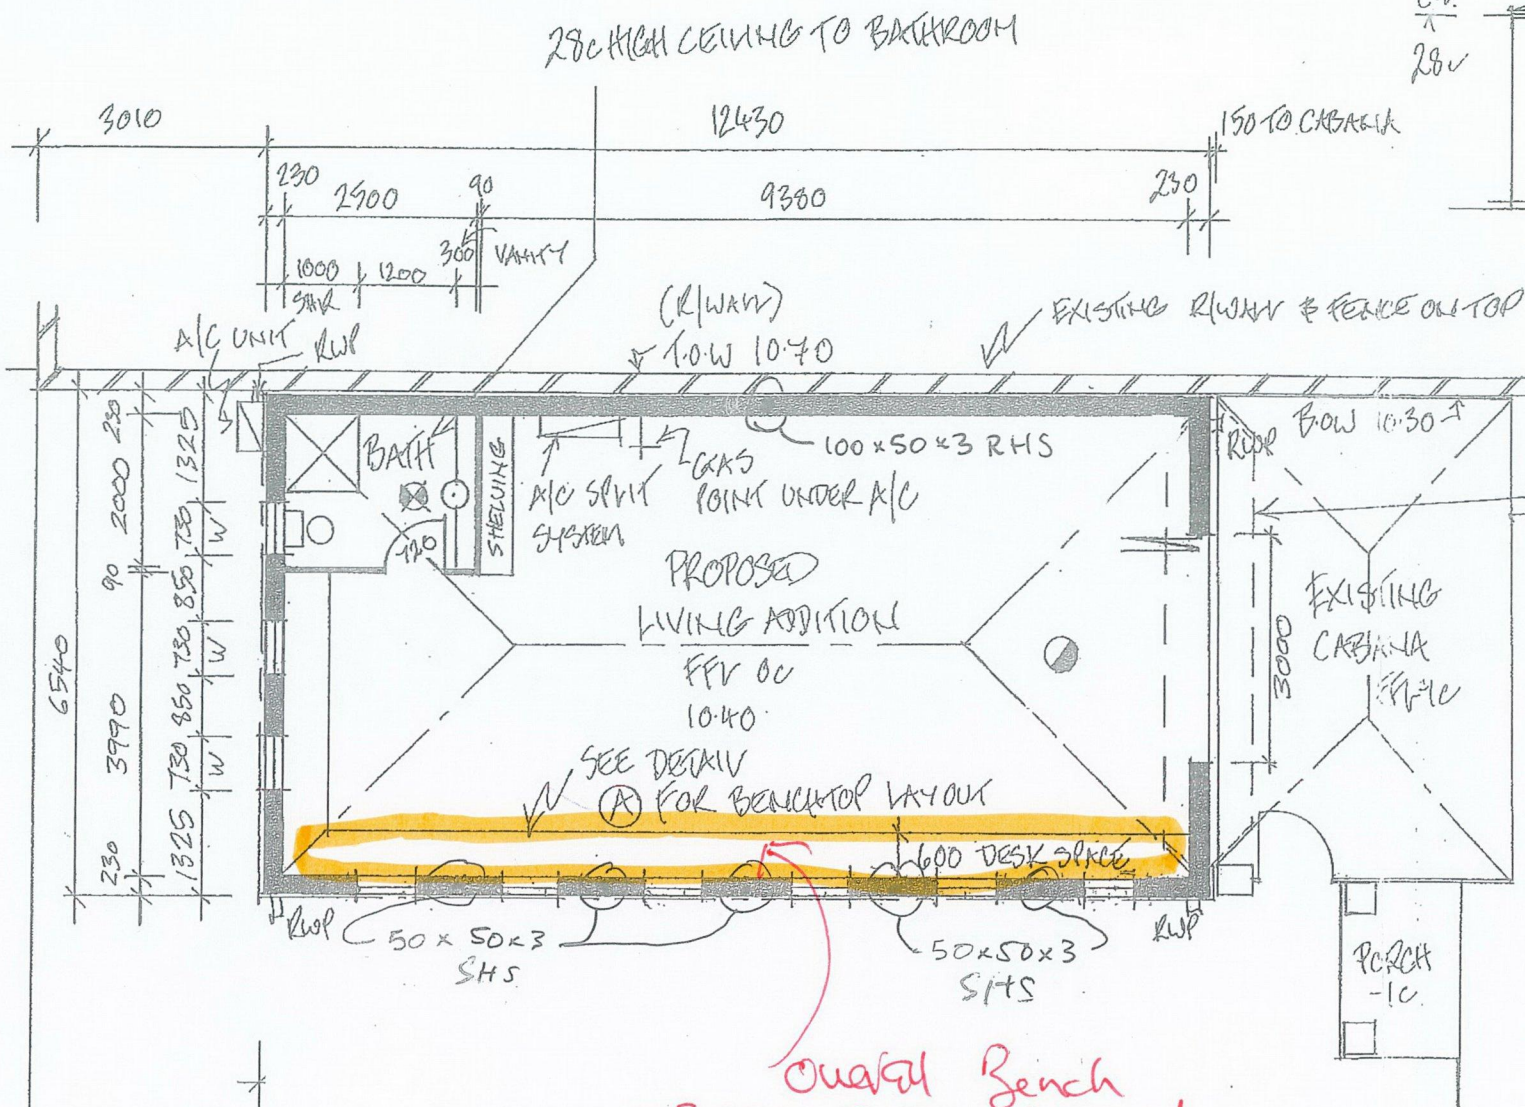 28c HIGH CEILING TO BATHROOM
28c
3010
12430
150 TO CABANA
230
2500
90
9380
230
300
VANITY
1000
SHR
1200
A/C UNIT
RWP
(R/WALL)
T.O.W 10.70
EXISTING R/WALL & FENCE ON TOP
B.O.W 10.30
RWP
BATH
SHELVING
720
A/C SPLIT
SYSTEM
GAS
POINT UNDER A/C
100 x 50 x 3 RHS
230
2000
90
3990
230
6540
1325
730
850
730
850
730
1325
W
W
W
PROPOSED
LIVING ADDITION
FFL 0c
10.40
EXISTING
CABANA
FFL-1c
3000
SEE DETAIL
A FOR BENCHTOP LAYOUT
600 DESK SPACE
RWP
50 x 50 x 3
SHS
50 x 50 x 3
SHS
RWP
PORCH
-1c
Overall Bench